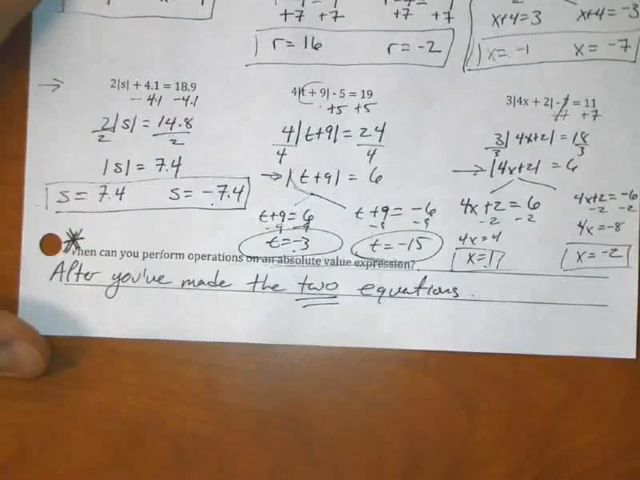 +7 +7
+7 +7
r = 16 r = -2
x+4 = 3 x+4 = -3
x = -1 x = -7
2|s| + 4.1 = 18.9
-4.1 -4.1
2|s| = 14.8
2 2
|s| = 7.4
s = 7.4 s = -7.4
4|t + 9| - 5 = 19
+5 +5
4|t+9| = 24
4 4
|t+9| = 6
t+9 = 6 t+9 = -6
-9 -9 -9 -9
t = -3 t = -15
3|4x + 2| - 7 = 11
+7 +7
3|4x+2| = 18
3 3
|4x+2| = 6
4x+2 = 6 4x+2 = -6
-2 -2 -2 -2
4x = 4 4x = -8
x = 1 x = -2
hen can you perform operations on an absolute value expression?
After you've made the two equations.